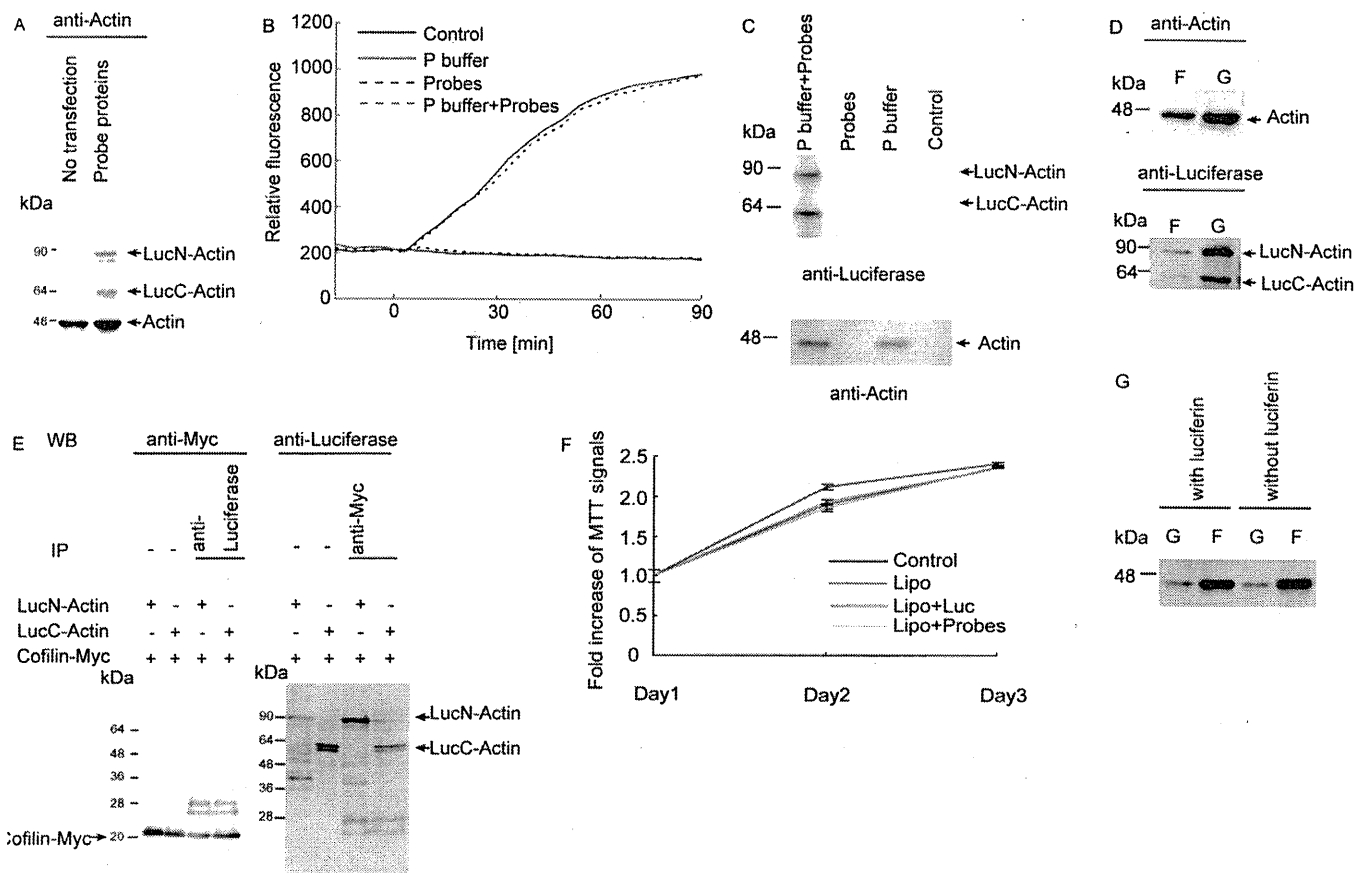 A
anti-Actin
No transfection
Probe proteins
kDa
90
LucN-Actin
64
LucC-Actin
46
Actin
B
Control
P buffer
Probes
P buffer+Probes
Relative fluorescence
1200
1000
800
600
400
200
0
0 30 60 90
Time [min]
C
P buffer+Probes
Probes
P buffer
Control
kDa
90
LucN-Actin
64
LucC-Actin
anti-Luciferase
48
Actin
anti-Actin
D
anti-Actin
F G
kDa
48
Actin
anti-Luciferase
kDa F G
90
LucN-Actin
64
LucC-Actin
E
WB
anti-Myc
anti-Luciferase
IP
- - anti-Luciferase
- - anti-Myc
LucN-Actin + - + - + - + -
LucC-Actin - + - + - + - +
Cofilin-Myc + + + + + + + +
kDa
64
48
36
28
20
Cofilin-Myc
kDa
90
LucN-Actin
64
LucC-Actin
48
36
28
F
Fold increase of MTT signals
2.5
2.0
1.5
1.0
0.5
0
Control
Lipo
Lipo+Luc
Lipo+Probes
Day1 Day2 Day3
G
with luciferin
without luciferin
kDa G F G F
48